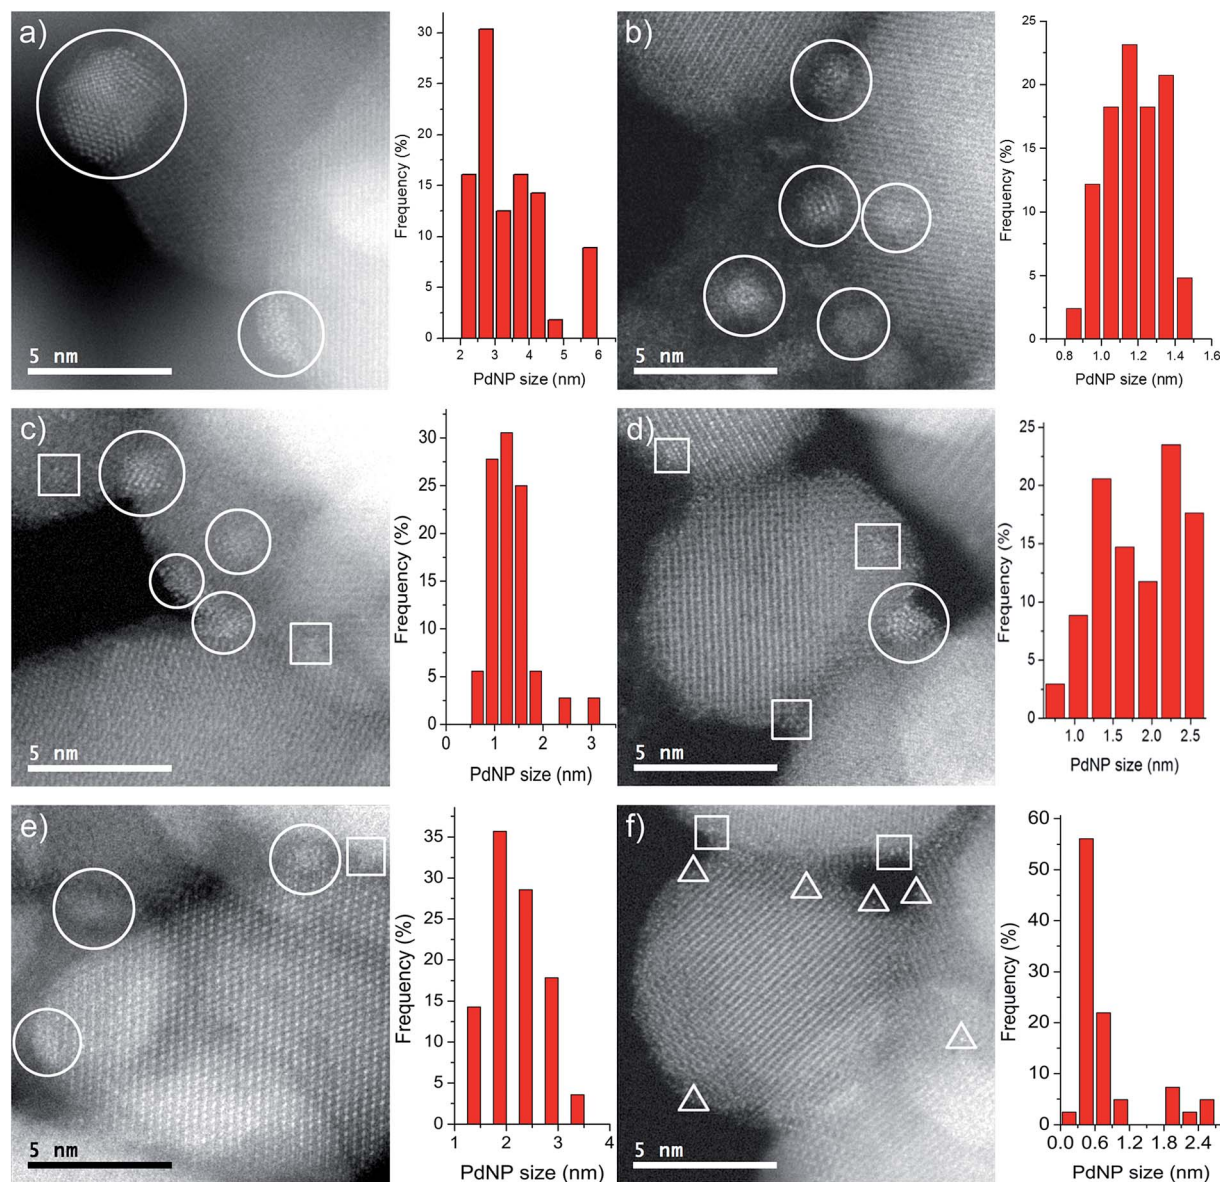 a)
5 nm
Frequency (%)
30
25
20
15
10
5
0
2 3 4 5 6
PdNP size (nm)
b)
5 nm
Frequency (%)
25
20
15
10
5
0
0.8 1.0 1.2 1.4 1.6
PdNP size (nm)
c)
5 nm
Frequency (%)
30
25
20
15
10
5
0
0 1 2 3
PdNP size (nm)
d)
5 nm
Frequency (%)
25
20
15
10
5
0
1.0 1.5 2.0 2.5
PdNP size (nm)
e)
5 nm
Frequency (%)
35
30
25
20
15
10
5
0
1 2 3 4
PdNP size (nm)
f)
5 nm
Frequency (%)
60
50
40
30
20
10
0
0.0 0.6 1.2 1.8 2.4
PdNP size (nm)